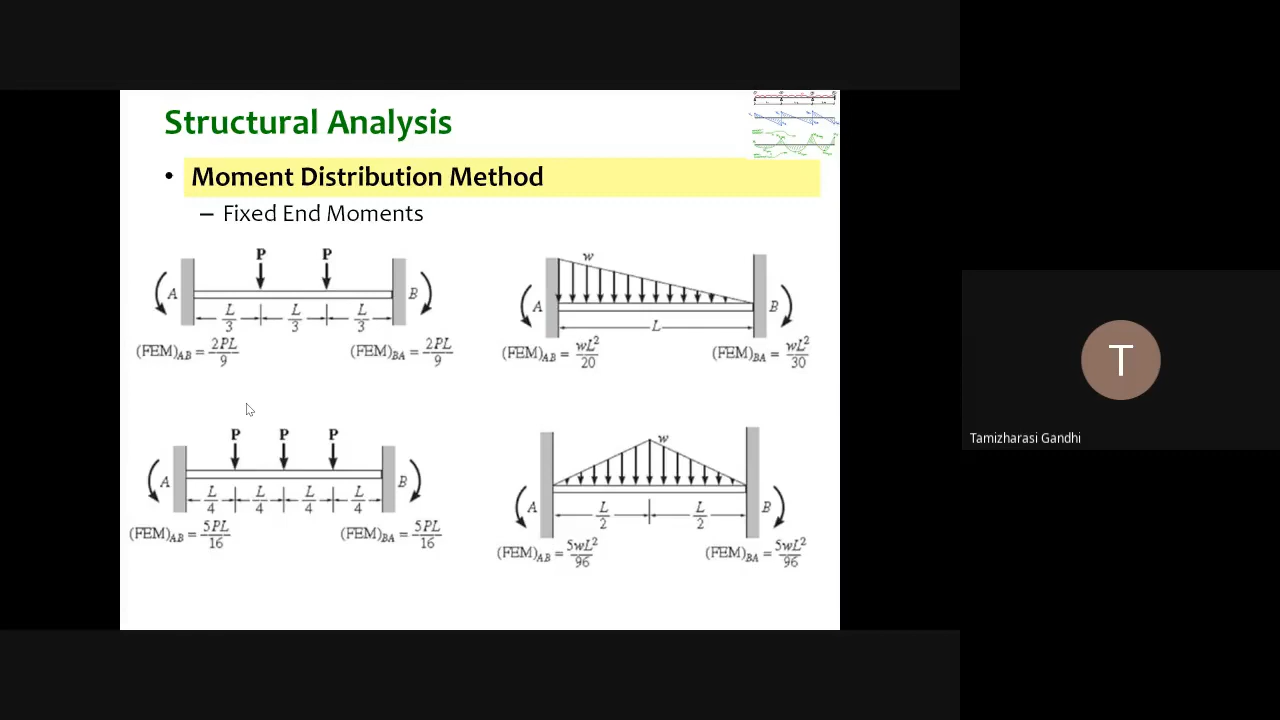 Structural Analysis
• Moment Distribution Method
– Fixed End Moments
P P
A B
L/3 L/3 L/3
(FEM)AB = 2PL/9 (FEM)BA = 2PL/9
w
A B
L
(FEM)AB = wL²/20 (FEM)BA = wL²/30
P P P
A B
L/4 L/4 L/4 L/4
(FEM)AB = 5PL/16 (FEM)BA = 5PL/16
w
A B
L/2 L/2
(FEM)AB = 5wL²/96 (FEM)BA = 5wL²/96
T
Tamizharasi Gandhi